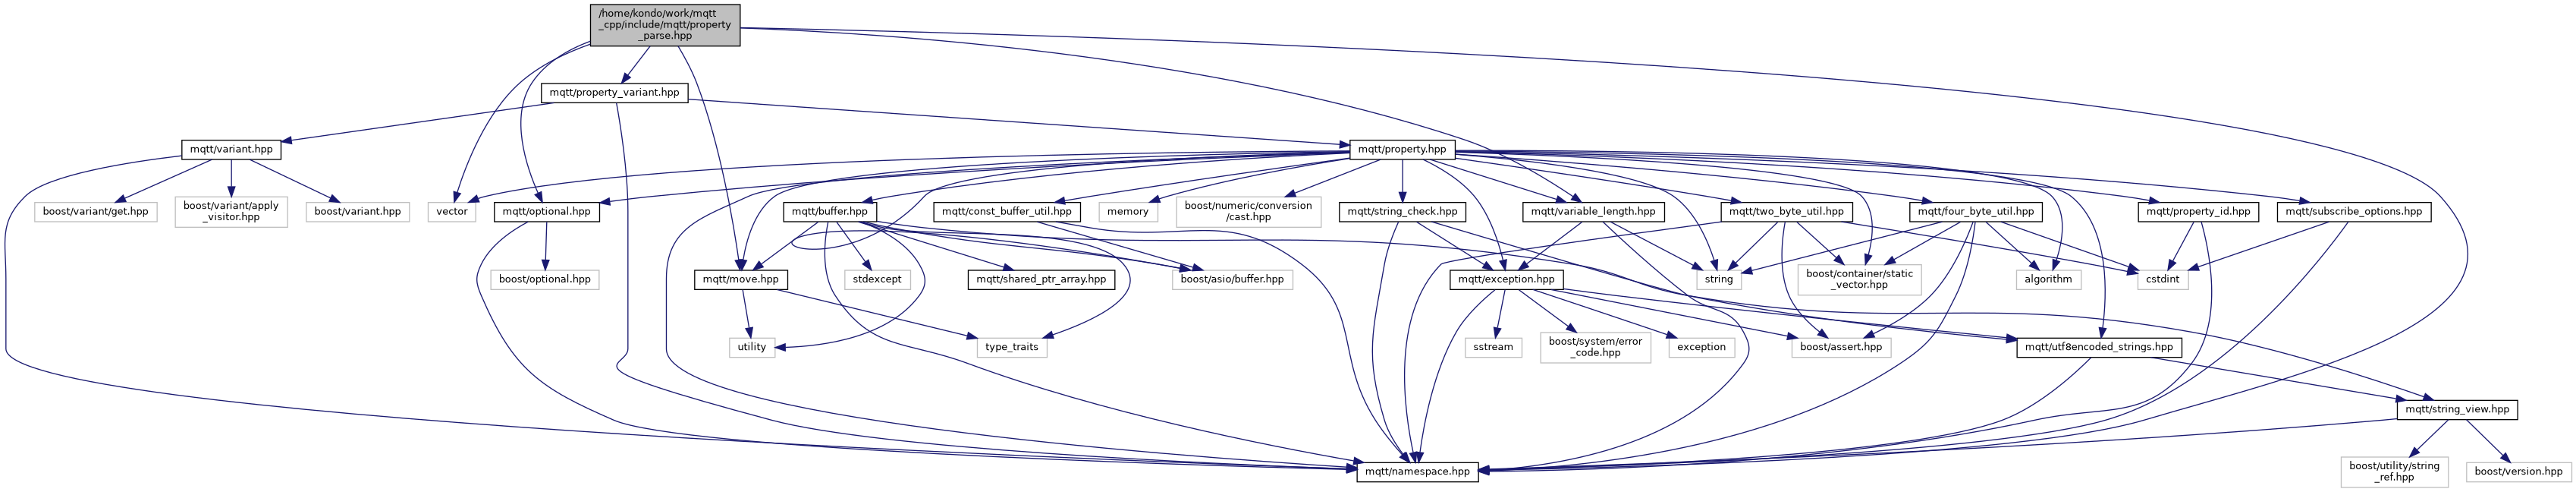 /home/kondo/work/mqtt
_cpp/include/mqtt/property
_parse.hpp
mqtt/property_variant.hpp
mqtt/variant.hpp
mqtt/property.hpp
boost/variant/get.hpp
boost/variant/apply
_visitor.hpp
boost/variant.hpp
vector
mqtt/optional.hpp
mqtt/buffer.hpp
mqtt/const_buffer_util.hpp
memory
boost/numeric/conversion
/cast.hpp
mqtt/string_check.hpp
mqtt/variable_length.hpp
mqtt/two_byte_util.hpp
mqtt/four_byte_util.hpp
mqtt/property_id.hpp
mqtt/subscribe_options.hpp
boost/optional.hpp
mqtt/move.hpp
stdexcept
mqtt/shared_ptr_array.hpp
boost/asio/buffer.hpp
mqtt/exception.hpp
string
boost/container/static
_vector.hpp
algorithm
cstdint
utility
type_traits
sstream
boost/system/error
_code.hpp
exception
boost/assert.hpp
mqtt/utf8encoded_strings.hpp
mqtt/string_view.hpp
mqtt/namespace.hpp
boost/utility/string
_ref.hpp
boost/version.hpp